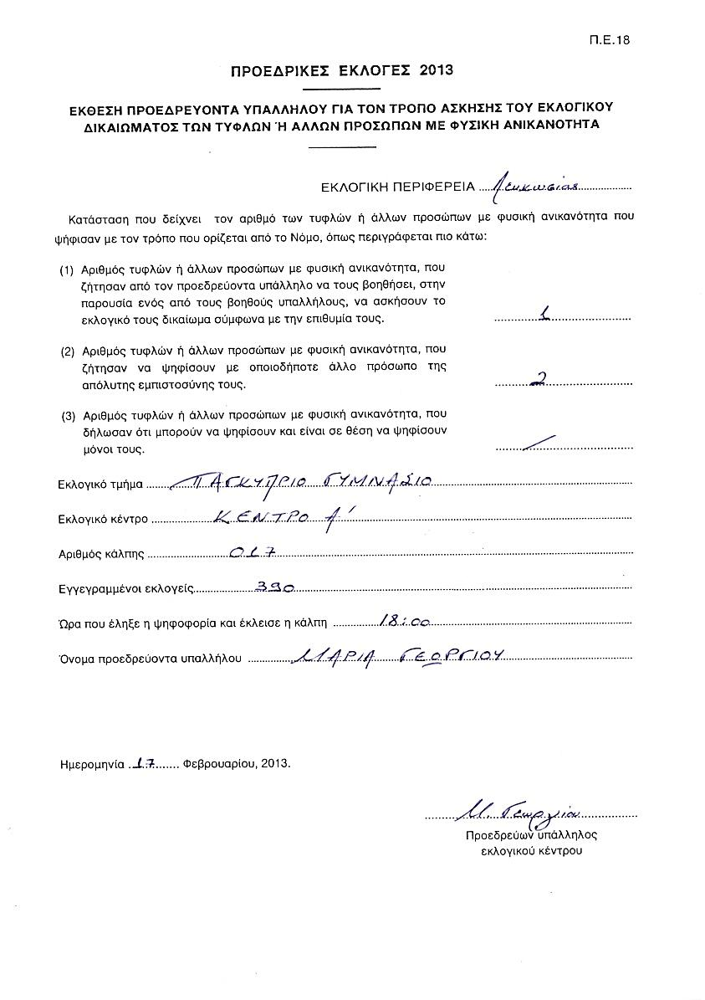 Π.Ε.18
ΠΡΟΕΔΡΙΚΕΣ ΕΚΛΟΓΕΣ 2013
ΕΚΘΕΣΗ ΠΡΟΕΔΡΕΥΟΝΤΑ ΥΠΑΛΛΗΛΟΥ ΓΙΑ ΤΟΝ ΤΡΟΠΟ ΑΣΚΗΣΗΣ ΤΟΥ ΕΚΛΟΓΙΚΟΥ
ΔΙΚΑΙΩΜΑΤΟΣ ΤΩΝ ΤΥΦΛΩΝ Ή ΑΛΛΩΝ ΠΡΟΣΩΠΩΝ ΜΕ ΦΥΣΙΚΗ ΑΝΙΚΑΝΟΤΗΤΑ
ΕΚΛΟΓΙΚΗ ΠΕΡΙΦΕΡΕΙΑ Λευκωσίας
Κατάσταση που δείχνει τον αριθμό των τυφλών ή άλλων προσώπων με φυσική ανικανότητα που
ψήφισαν με τον τρόπο που ορίζεται από το Νόμο, όπως περιγράφεται πιο κάτω:
(1) Αριθμός τυφλών ή άλλων προσώπων με φυσική ανικανότητα, που
ζήτησαν από τον προεδρεύοντα υπάλληλο να τους βοηθήσει, στην
παρουσία ενός από τους βοηθούς υπαλλήλους, να ασκήσουν το
εκλογικό τους δικαίωμα σύμφωνα με την επιθυμία τους. 1
(2) Αριθμός τυφλών ή άλλων προσώπων με φυσική ανικανότητα, που
ζήτησαν να ψηφίσουν με οποιοδήποτε άλλο πρόσωπο της
απόλυτης εμπιστοσύνης τους. 2
(3) Αριθμός τυφλών ή άλλων προσώπων με φυσική ανικανότητα, που
δήλωσαν ότι μπορούν να ψηφίσουν και είναι σε θέση να ψηφίσουν
μόνοι τους. /
Εκλογικό τμήμα ΠΑΓΚΥΠΡΙΟ ΓΥΜΝΑΣΙΟ
Εκλογικό κέντρο ΚΕΝΤΡΟ Α'
Αριθμός κάλπης 017
Εγγεγραμμένοι εκλογείς 390
Ώρα που έληξε η ψηφοφορία και έκλεισε η κάλπη 18:00
Όνομα προεδρεύοντα υπαλλήλου ΜΑΡΙΑ ΓΕΩΡΓΙΟΥ
Ημερομηνία 17 Φεβρουαρίου, 2013.
Μ. Γεωργίου
Προεδρεύων υπάλληλος
εκλογικού κέντρου